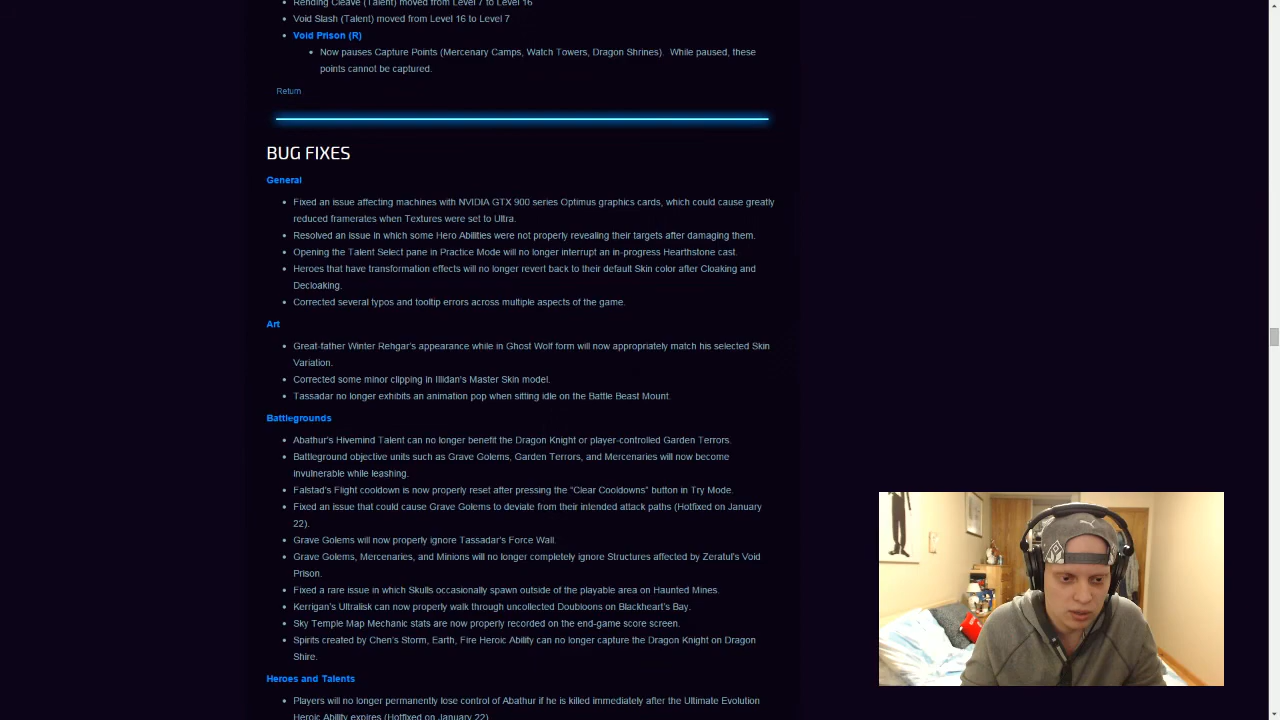 Rending Cleave (Talent) moved from Level 7 to Level 16
Void Slash (Talent) moved from Level 16 to Level 7
Void Prison (R)
Now pauses Capture Points (Mercenary Camps, Watch Towers, Dragon Shrines).  While paused, these
points cannot be captured.
Return
BUG FIXES
General
Fixed an issue affecting machines with NVIDIA GTX 900 series Optimus graphics cards, which could cause greatly
reduced framerates when Textures were set to Ultra.
Resolved an issue in which some Hero Abilities were not properly revealing their targets after damaging them.
Opening the Talent Select pane in Practice Mode will no longer interrupt an in-progress Hearthstone cast.
Heroes that have transformation effects will no longer revert back to their default Skin color after Cloaking and
Decloaking.
Corrected several typos and tooltip errors across multiple aspects of the game.
Art
Great-father Winter Rehgar's appearance while in Ghost Wolf form will now appropriately match his selected Skin
Variation.
Corrected some minor clipping in Illidan's Master Skin model.
Tassadar no longer exhibits an animation pop when sitting idle on the Battle Beast Mount.
Battlegrounds
Abathur's Hivemind Talent can no longer benefit the Dragon Knight or player-controlled Garden Terrors.
Battleground objective units such as Grave Golems, Garden Terrors, and Mercenaries will now become
invulnerable while leashing.
Falstad's Flight cooldown is now properly reset after pressing the "Clear Cooldowns" button in Try Mode.
Fixed an issue that could cause Grave Golems to deviate from their intended attack paths (Hotfixed on January
22).
Grave Golems will now properly ignore Tassadar's Force Wall.
Grave Golems, Mercenaries, and Minions will no longer completely ignore Structures affected by Zeratul's Void
Prison.
Fixed a rare issue in which Skulls occasionally spawn outside of the playable area on Haunted Mines.
Kerrigan's Ultralisk can now properly walk through uncollected Doubloons on Blackheart's Bay.
Sky Temple Map Mechanic stats are now properly recorded on the end-game score screen.
Spirits created by Chen's Storm, Earth, Fire Heroic Ability can no longer capture the Dragon Knight on Dragon
Shire.
Heroes and Talents
Players will no longer permanently lose control of Abathur if he is killed immediately after the Ultimate Evolution
Heroic Ability expires (Hotfixed on January 22)